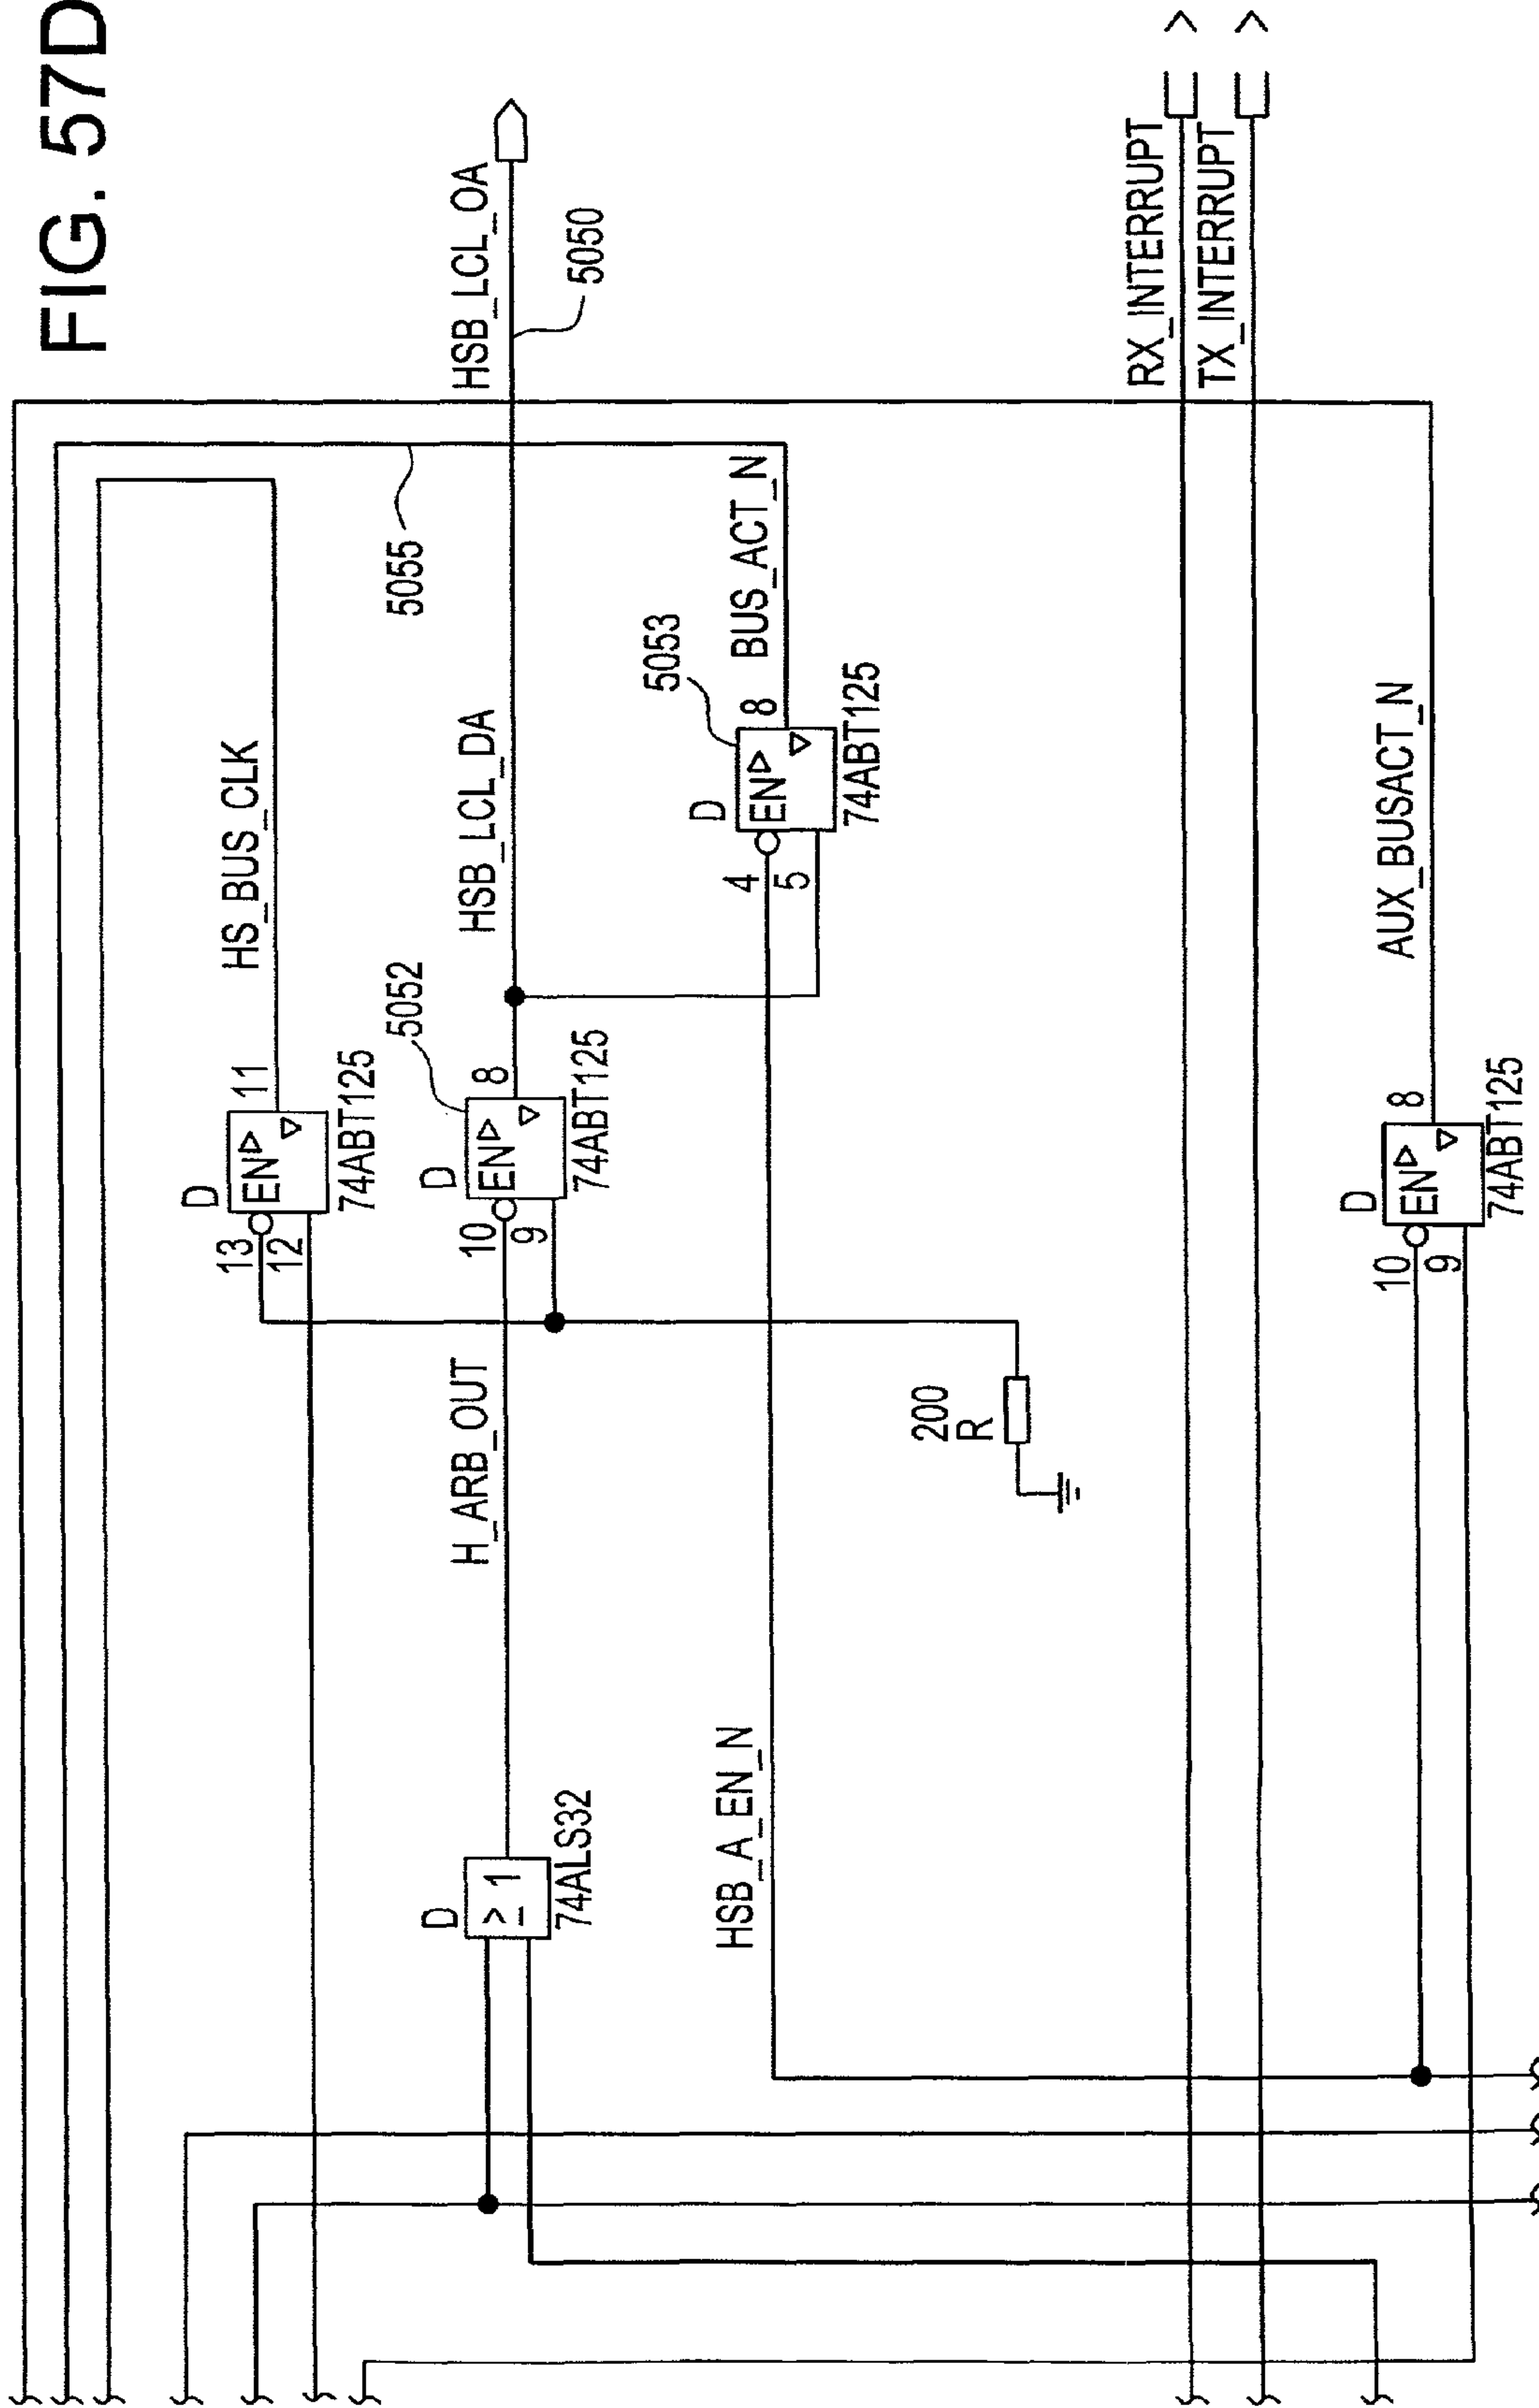 FIG. 57D
HSB_LCL_OA
5050
RX_INTERRUPT
TX_INTERRUPT
5055
HS_BUS_CLK
D
13
12
EN
11
74ABT125
HSB_LCL_DA
5052
D
10
9
EN
8
74ABT125
BUS_ACT_N
5053
D
4
5
EN
8
74ABT125
H_ARB_OUT
D
>_1
74ALS32
200
R
HSB_A_EN_N
AUX_BUSACT_N
D
10
9
EN
8
74ABT125